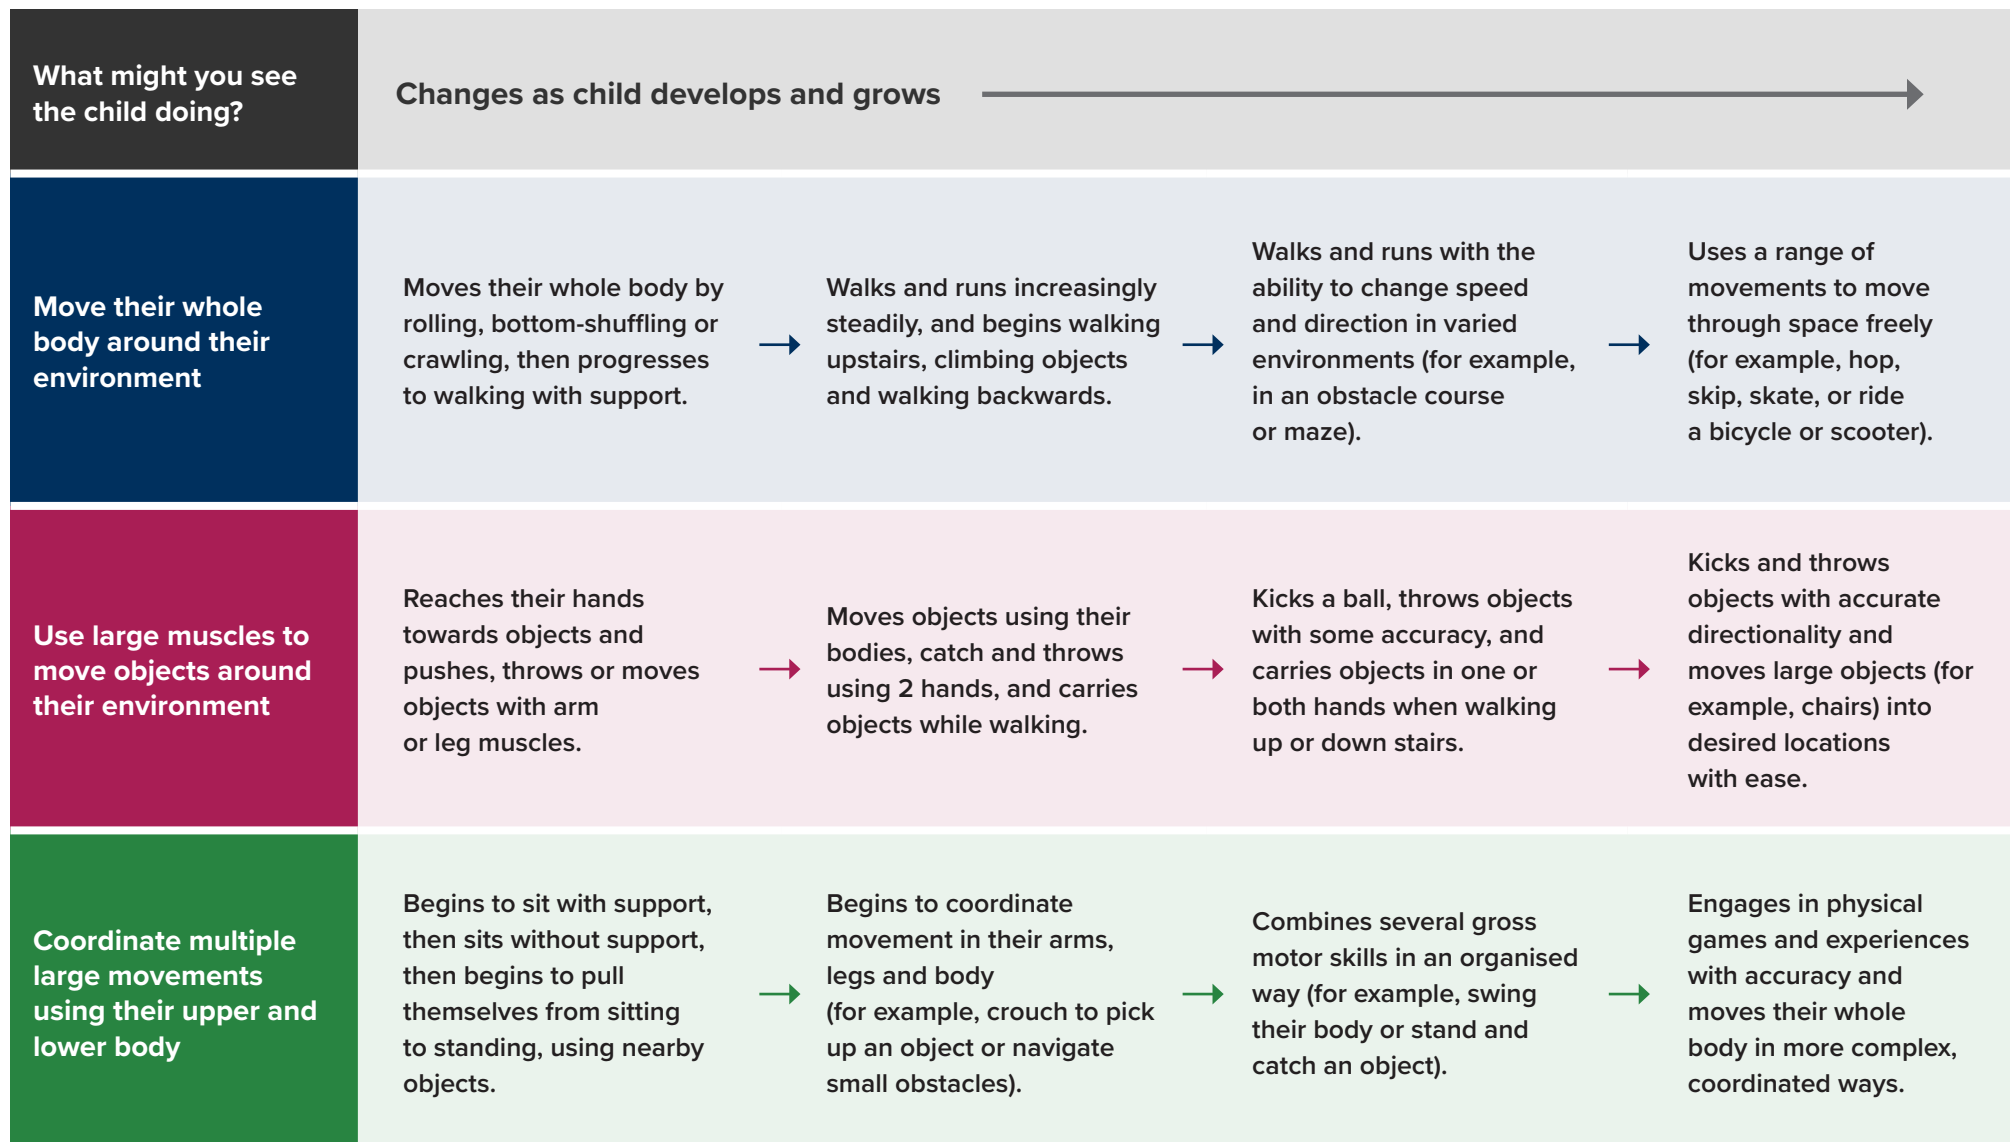 What might you see
the child doing?
Changes as child develops and grows
Move their whole
body around their
environment
Moves their whole body by
rolling, bottom-shuffling or
crawling, then progresses
to walking with support.
Walks and runs increasingly
steadily, and begins walking
upstairs, climbing objects
and walking backwards.
Walks and runs with the
ability to change speed
and direction in varied
environments (for example,
in an obstacle course
or maze).
Uses a range of
movements to move
through space freely
(for example, hop,
skip, skate, or ride
a bicycle or scooter).
Use large muscles to
move objects around
their environment
Reaches their hands
towards objects and
pushes, throws or moves
objects with arm
or leg muscles.
Moves objects using their
bodies, catch and throws
using 2 hands, and carries
objects while walking.
Kicks a ball, throws objects
with some accuracy, and
carries objects in one or
both hands when walking
up or down stairs.
Kicks and throws
objects with accurate
directionality and
moves large objects (for
example, chairs) into
desired locations
with ease.
Coordinate multiple
large movements
using their upper and
lower body
Begins to sit with support,
then sits without support,
then begins to pull
themselves from sitting
to standing, using nearby
objects.
Begins to coordinate
movement in their arms,
legs and body
(for example, crouch to pick
up an object or navigate
small obstacles).
Combines several gross
motor skills in an organised
way (for example, swing
their body or stand and
catch an object).
Engages in physical
games and experiences
with accuracy and
moves their whole
body in more complex,
coordinated ways.